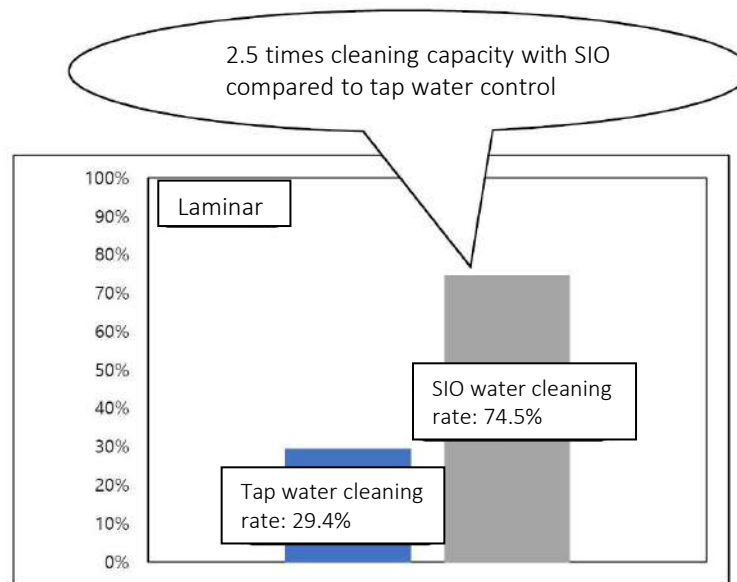 2.5 times cleaning capacity with SIO
compared to tap water control
100%
Laminar
90%
80%
70%
60%
50%
SIO water cleaning
rate: 74.5%
40%
30%
20%
Tap water cleaning
rate: 29.4%
10%
0%